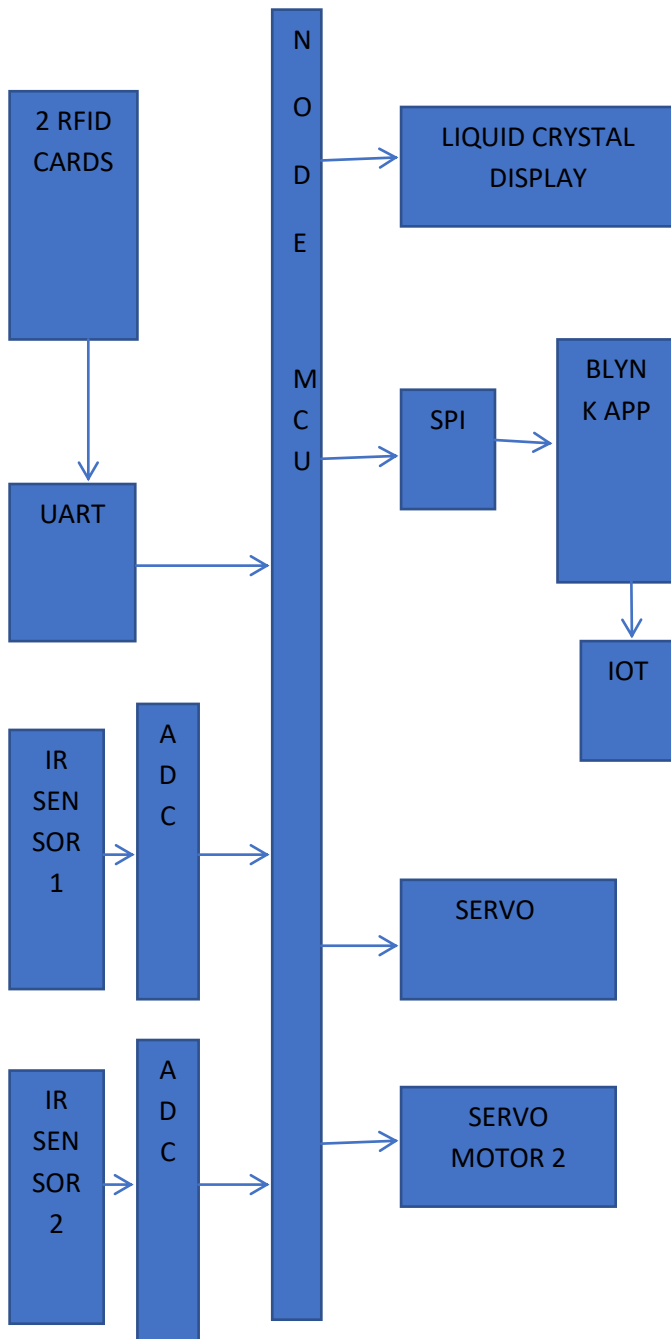 2 RFID
CARDS
UART
IR
SEN
SOR
1
A
D
C
IR
SEN
SOR
2
A
D
C
N
O
D
E
M
C
U
LIQUID CRYSTAL
DISPLAY
SPI
BLYN
K APP
IOT
SERVO
SERVO
MOTOR 2